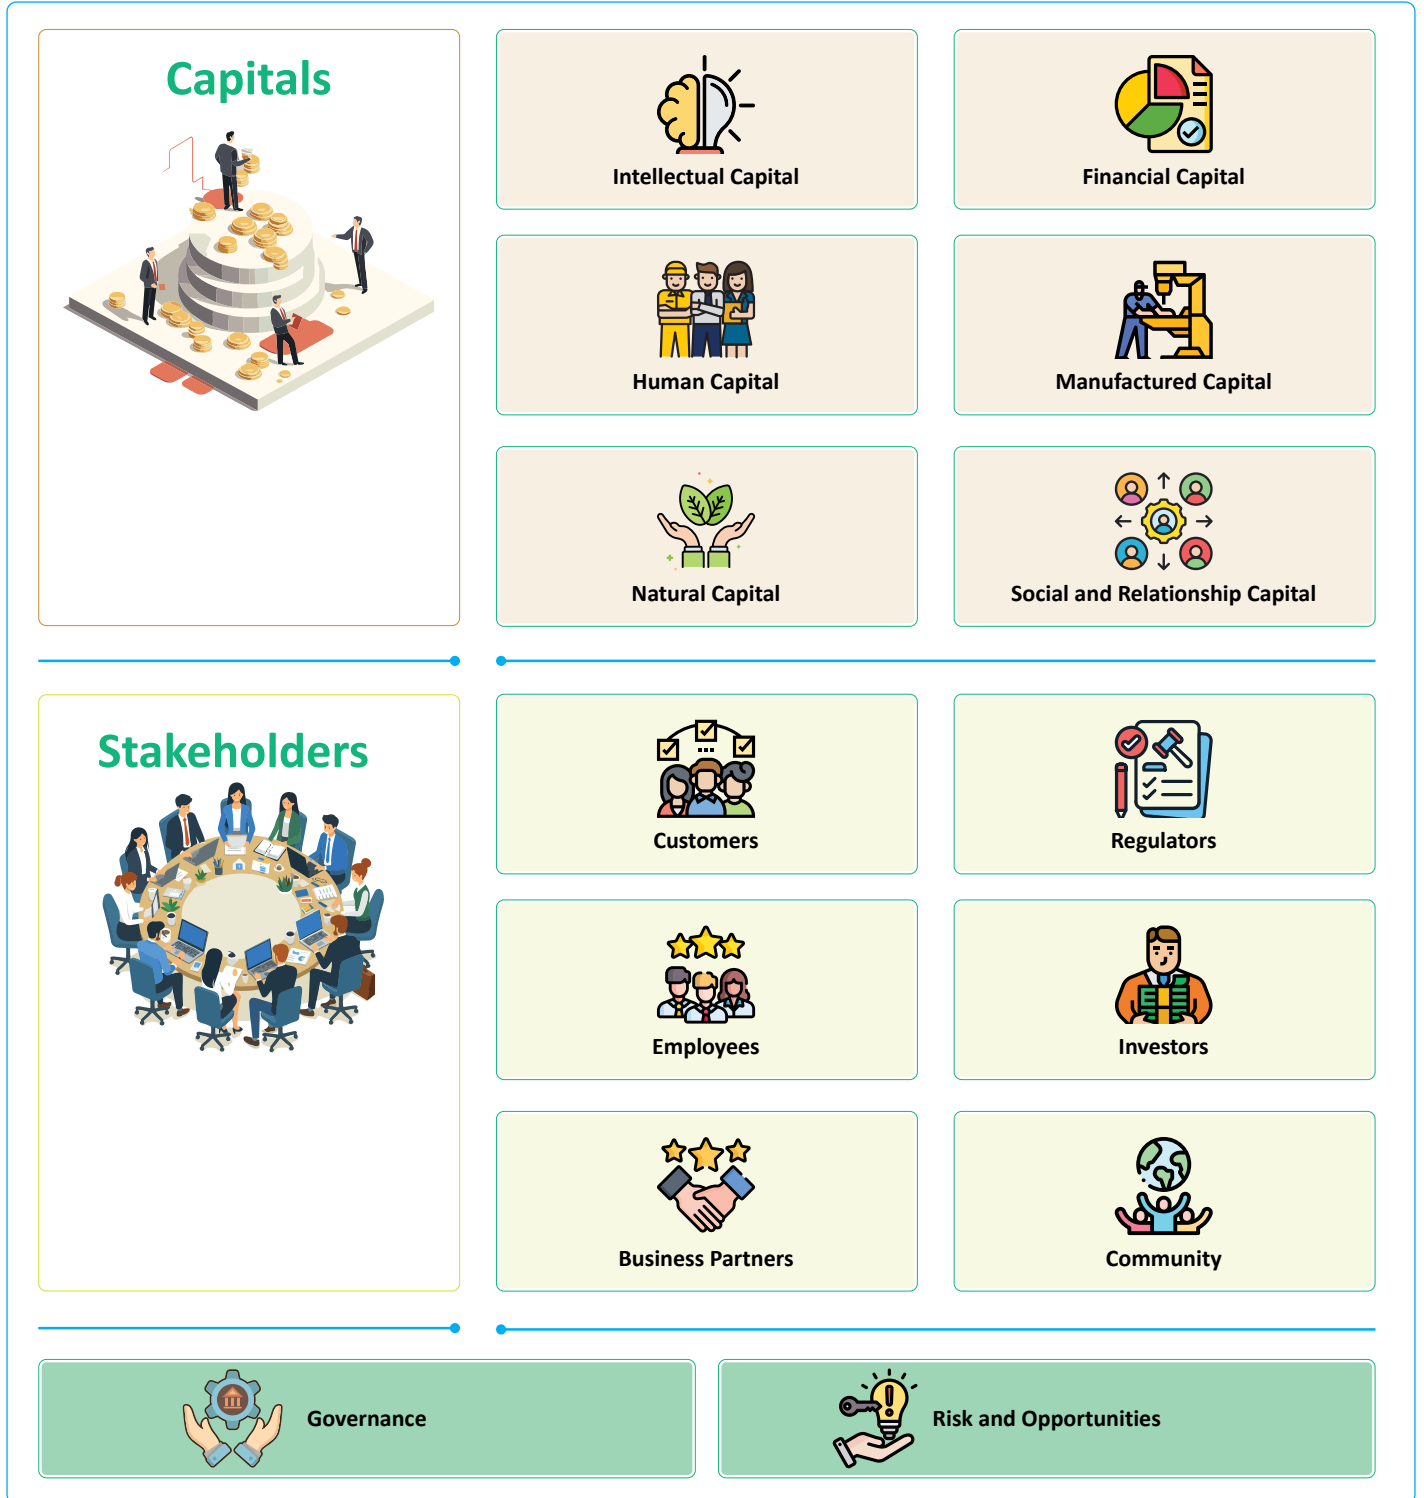 Capitals
Intellectual Capital
Financial Capital
Human Capital
Manufactured Capital
Natural Capital
Social and Relationship Capital
Stakeholders
Customers
Regulators
Employees
Investors
Business Partners
Community
Governance
Risk and Opportunities